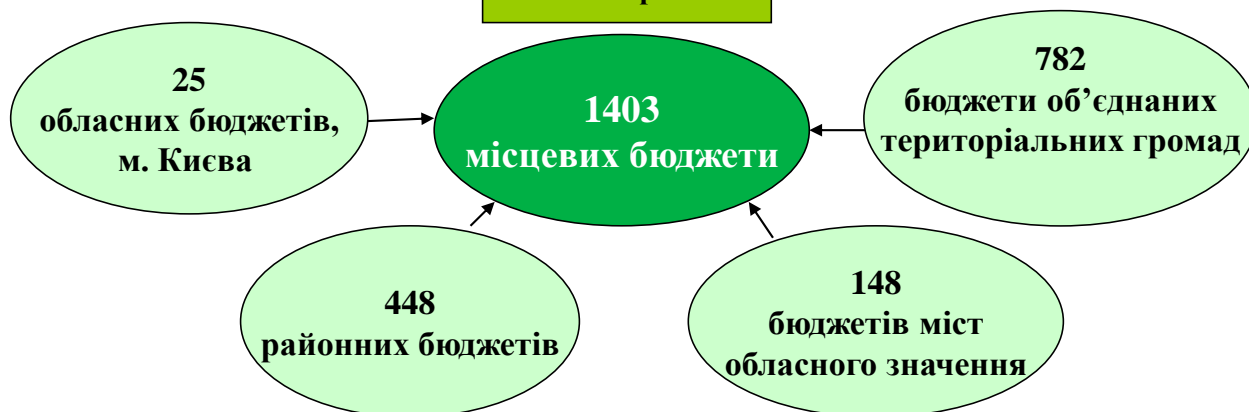 25
обласних бюджетів,
м. Києва
1403
місцевих бюджети
782
бюджети об’єднаних
територіальних громад
448
районних бюджетів
148
бюджетів міст
обласного значення